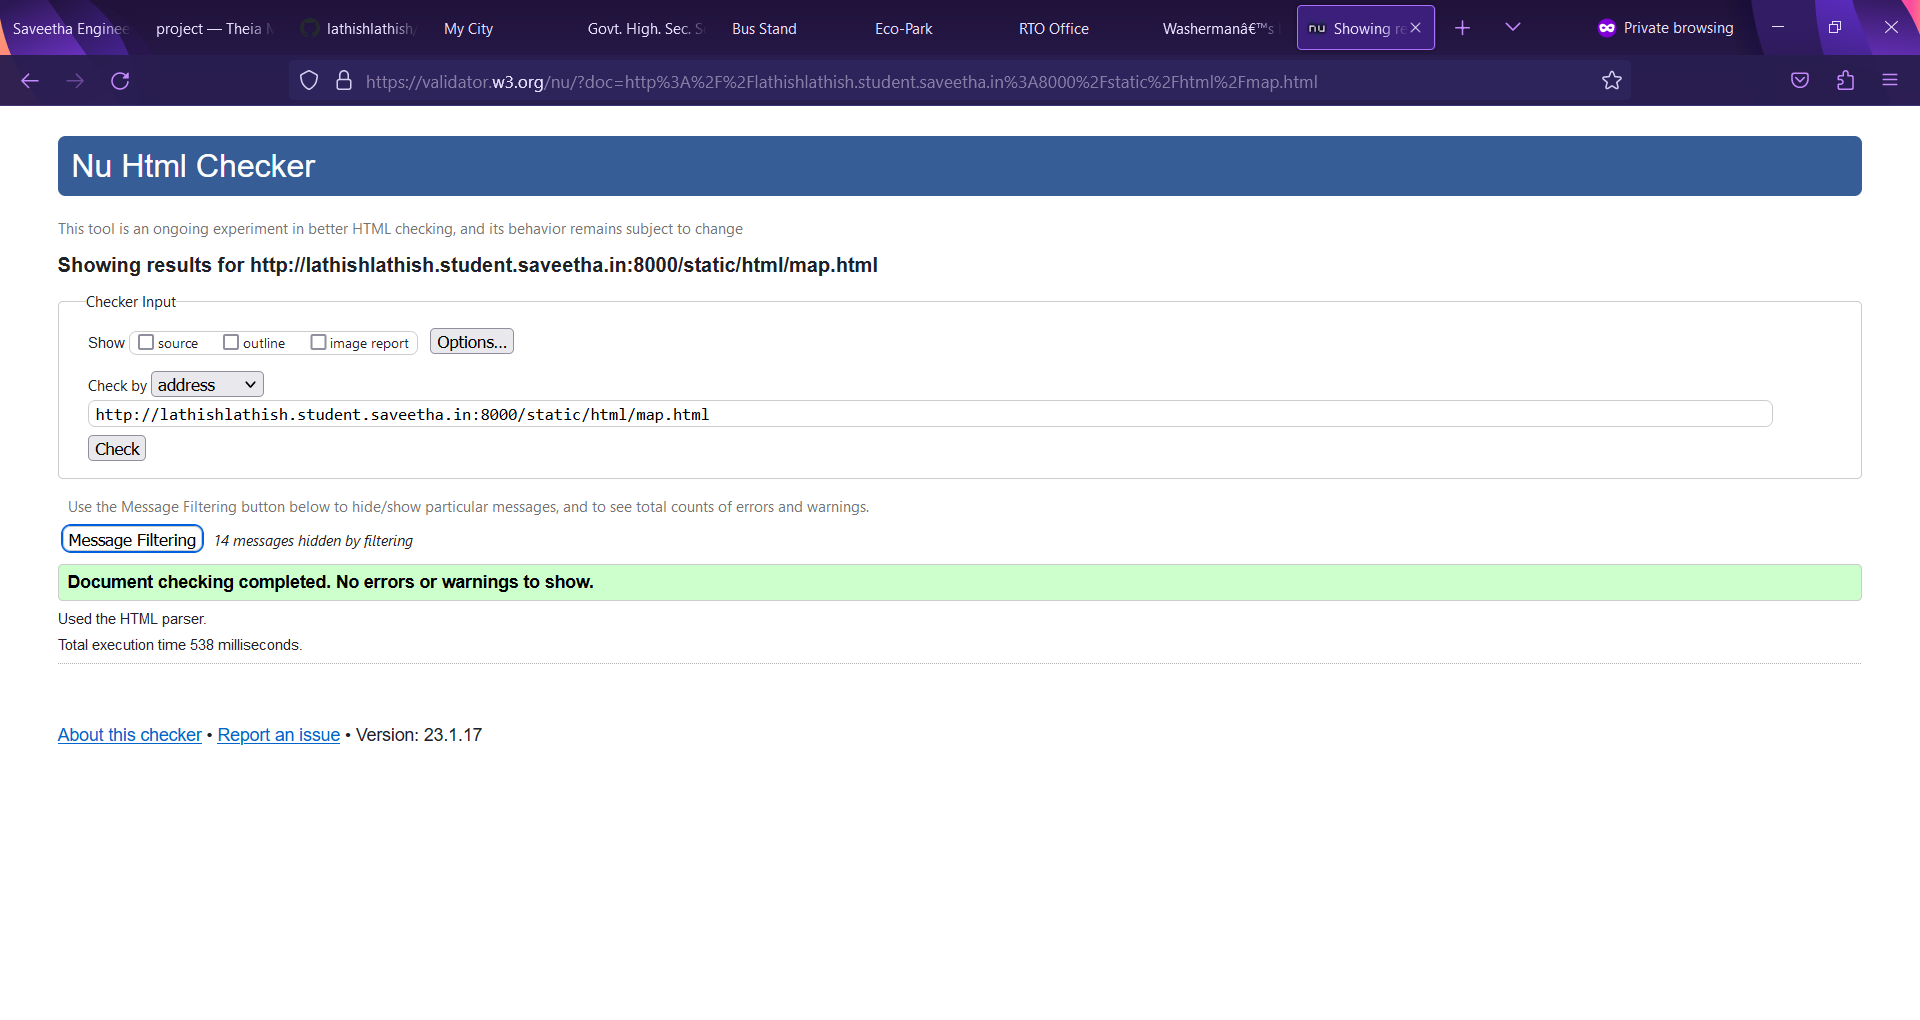 Saveetha Enginee
project — Theia
lathishlathish/
My City
Govt. High. Sec. S
Bus Stand
Eco-Park
RTO Office
Washermanâ€™s
nu Showing re
Private browsing
https://validator.w3.org/nu/?doc=http%3A%2F%2Flathishlathish.student.saveetha.in%3A8000%2Fstatic%2Fhtml%2Fmap.html
Nu Html Checker
This tool is an ongoing experiment in better HTML checking, and its behavior remains subject to change
Showing results for http://lathishlathish.student.saveetha.in:8000/static/html/map.html
Checker Input
Show source outline image report Options...
Check by address
http://lathishlathish.student.saveetha.in:8000/static/html/map.html
Check
Use the Message Filtering button below to hide/show particular messages, and to see total counts of errors and warnings.
Message Filtering 14 messages hidden by filtering
Document checking completed. No errors or warnings to show.
Used the HTML parser.
Total execution time 538 milliseconds.
About this checker • Report an issue • Version: 23.1.17